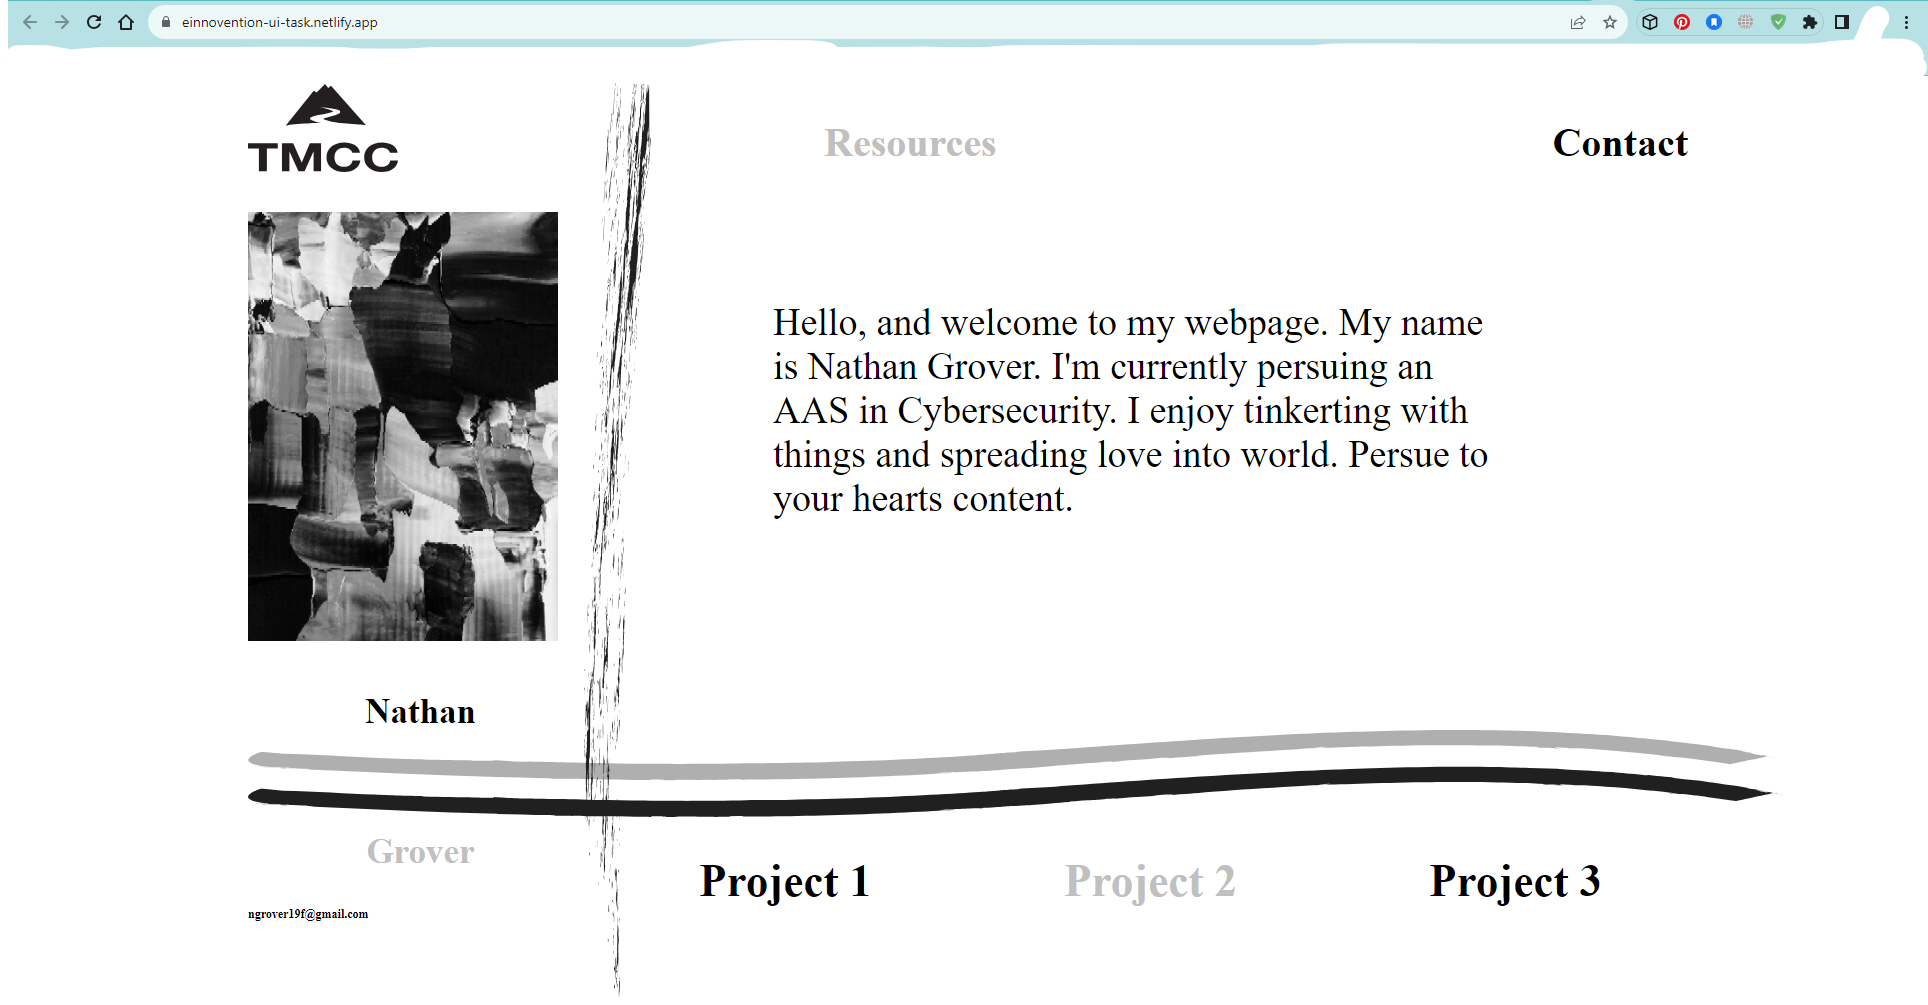 einnovention-ui-task.netlify.app
TMCC
Resources
Contact
Hello, and welcome to my webpage. My name
is Nathan Grover. I'm currently persuing an
AAS in Cybersecurity. I enjoy tinkerting with
things and spreading love into world. Persue to
your hearts content.
Nathan
Grover
Project 1
Project 2
Project 3
ngrover19f@gmail.com